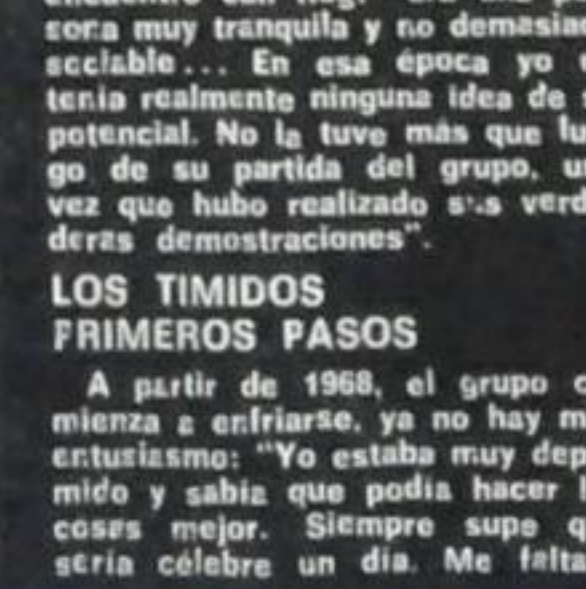 sona muy tranquila y no demasia
sociable... En esa época yo
tenía realmente ninguna idea de
potencial. No la tuve más que lu
go de su partida del grupo, u
vez que hubo realizado sus verd
deras demostraciones".
LOS TIMIDOS
PRIMEROS PASOS
A partir de 1968, el grupo c
mienza a enfriarse, ya no hay m
entusiasmo: "Yo estaba muy dep
mido y sabía que podía hacer l
cosas mejor. Siempre supe q
sería célebre un día. Me falta